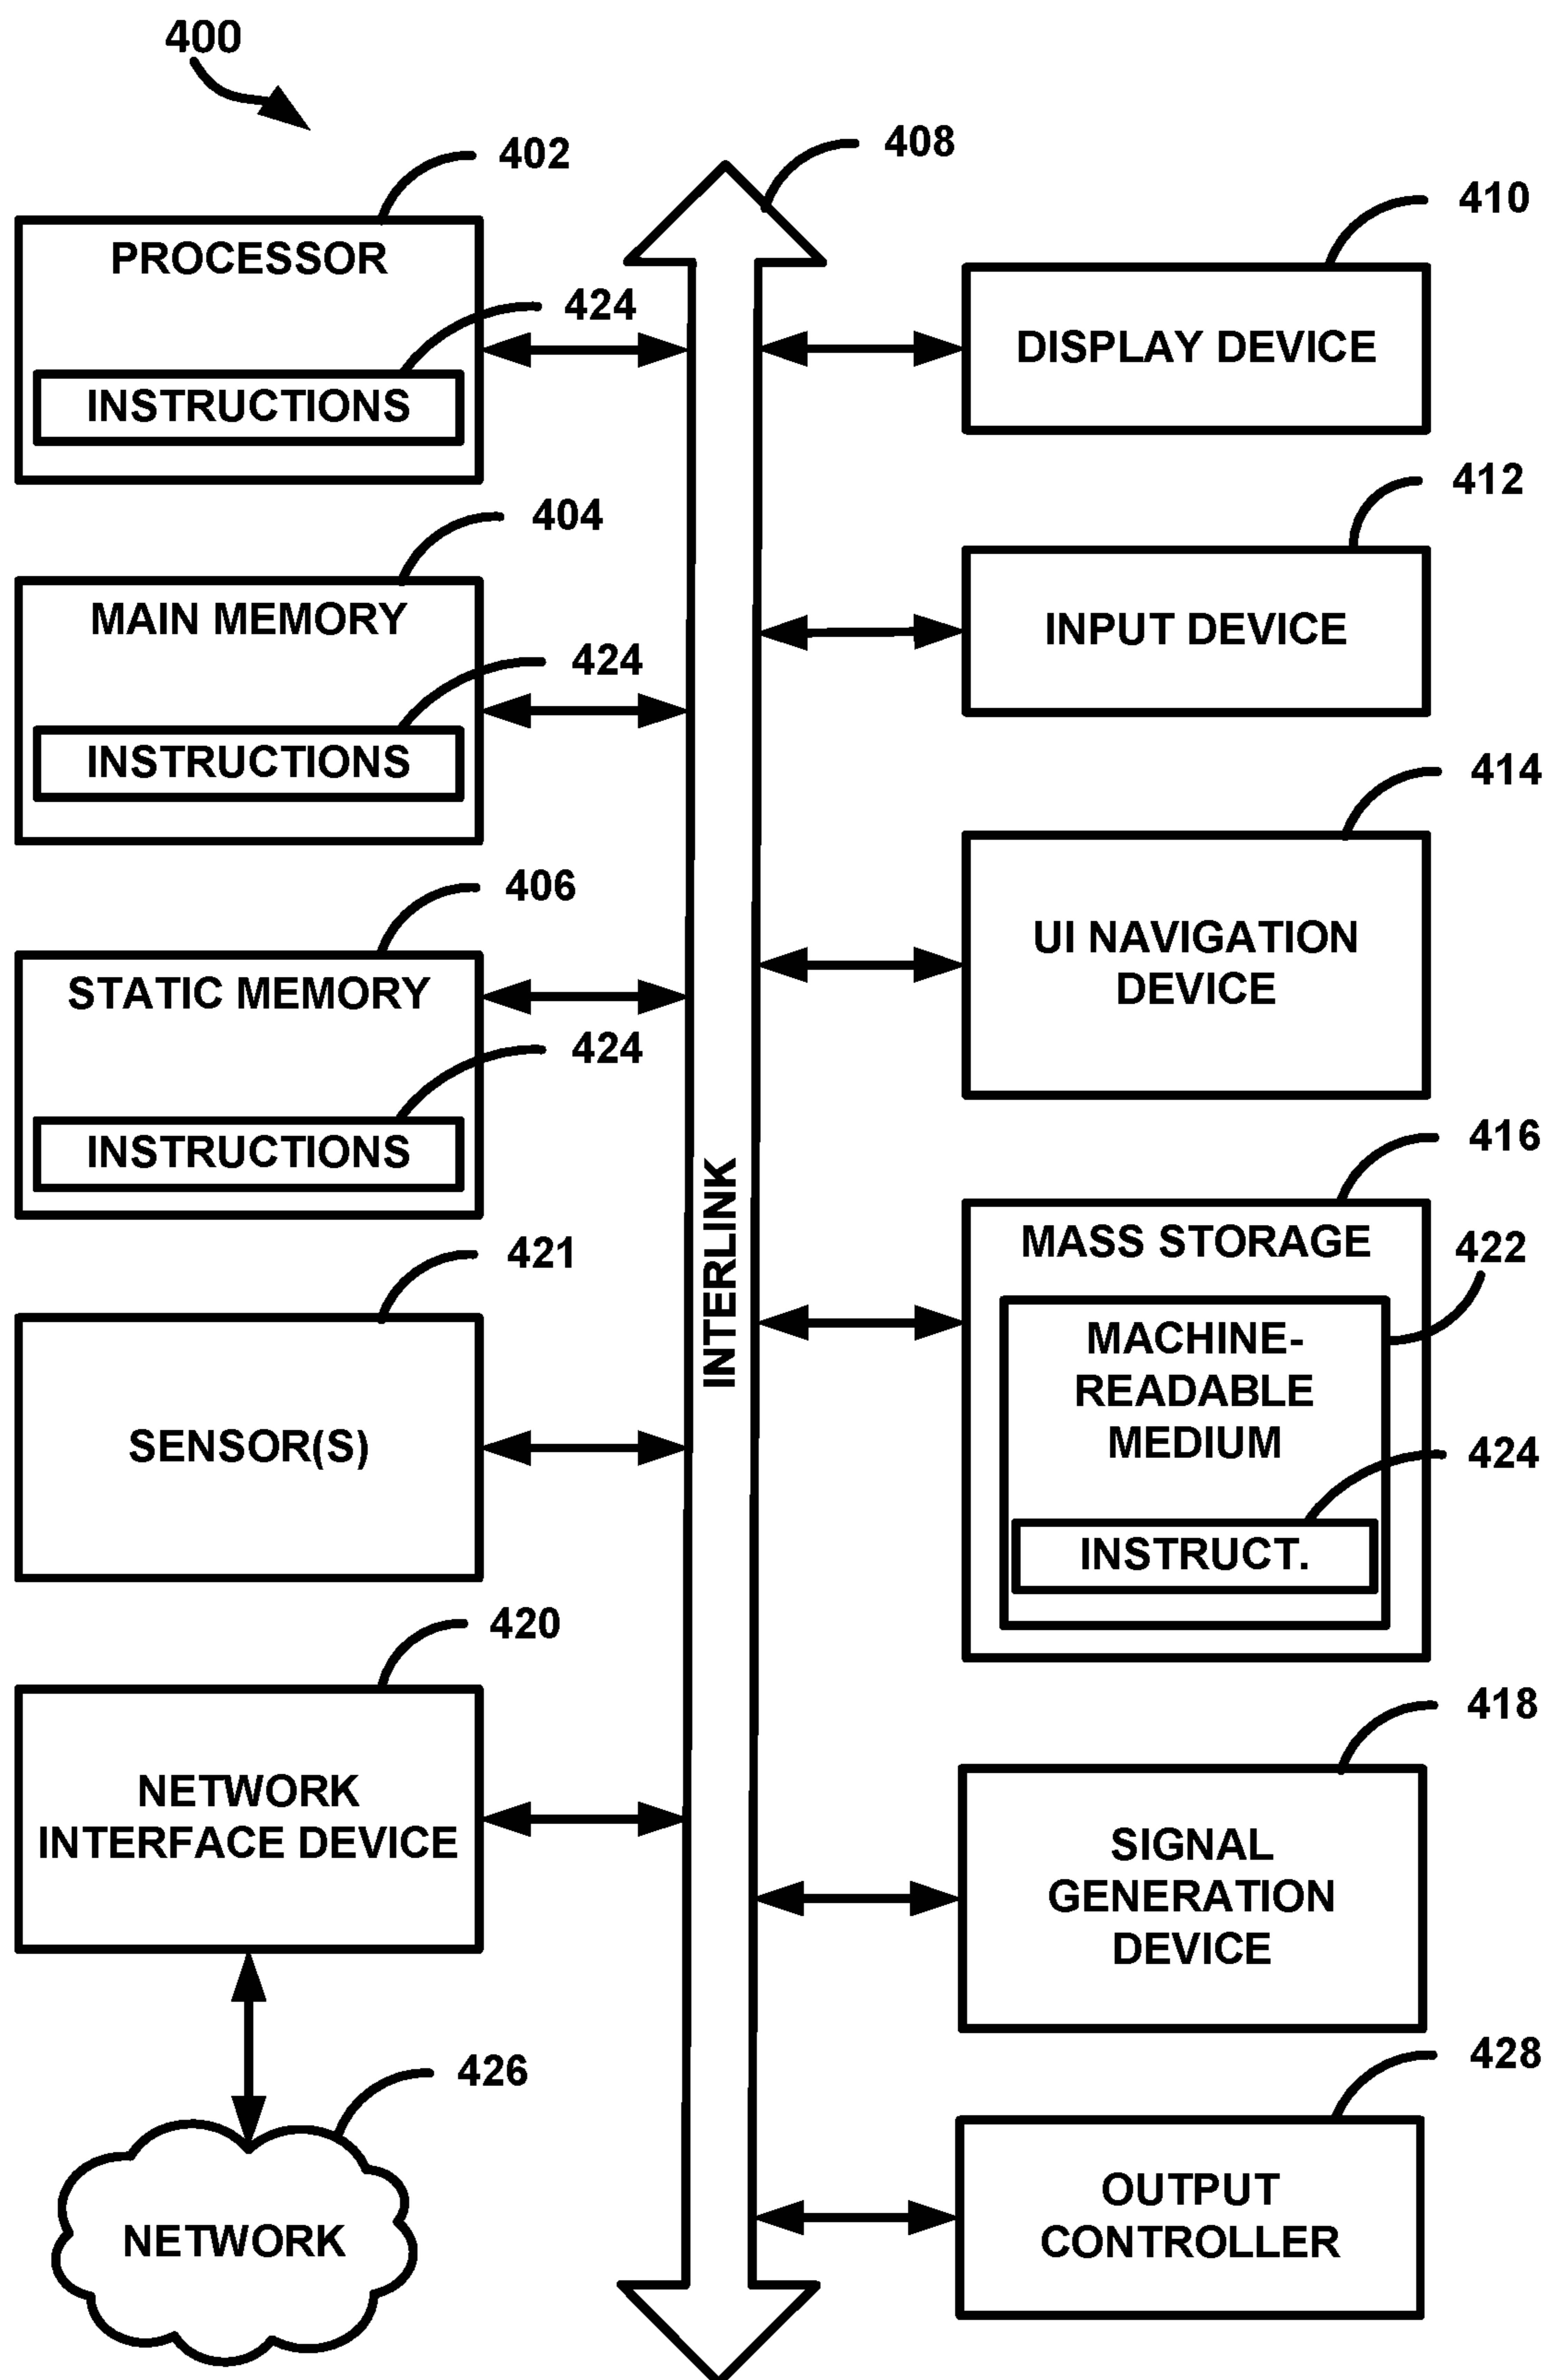 400
402
PROCESSOR
424
INSTRUCTIONS
404
MAIN MEMORY
424
INSTRUCTIONS
406
STATIC MEMORY
424
INSTRUCTIONS
421
SENSOR(S)
420
NETWORK
INTERFACE DEVICE
426
NETWORK
408
INTERLINK
410
DISPLAY DEVICE
412
INPUT DEVICE
414
UI NAVIGATION
DEVICE
416
MASS STORAGE
422
MACHINE-
READABLE
MEDIUM
424
INSTRUCT.
418
SIGNAL
GENERATION
DEVICE
428
OUTPUT
CONTROLLER